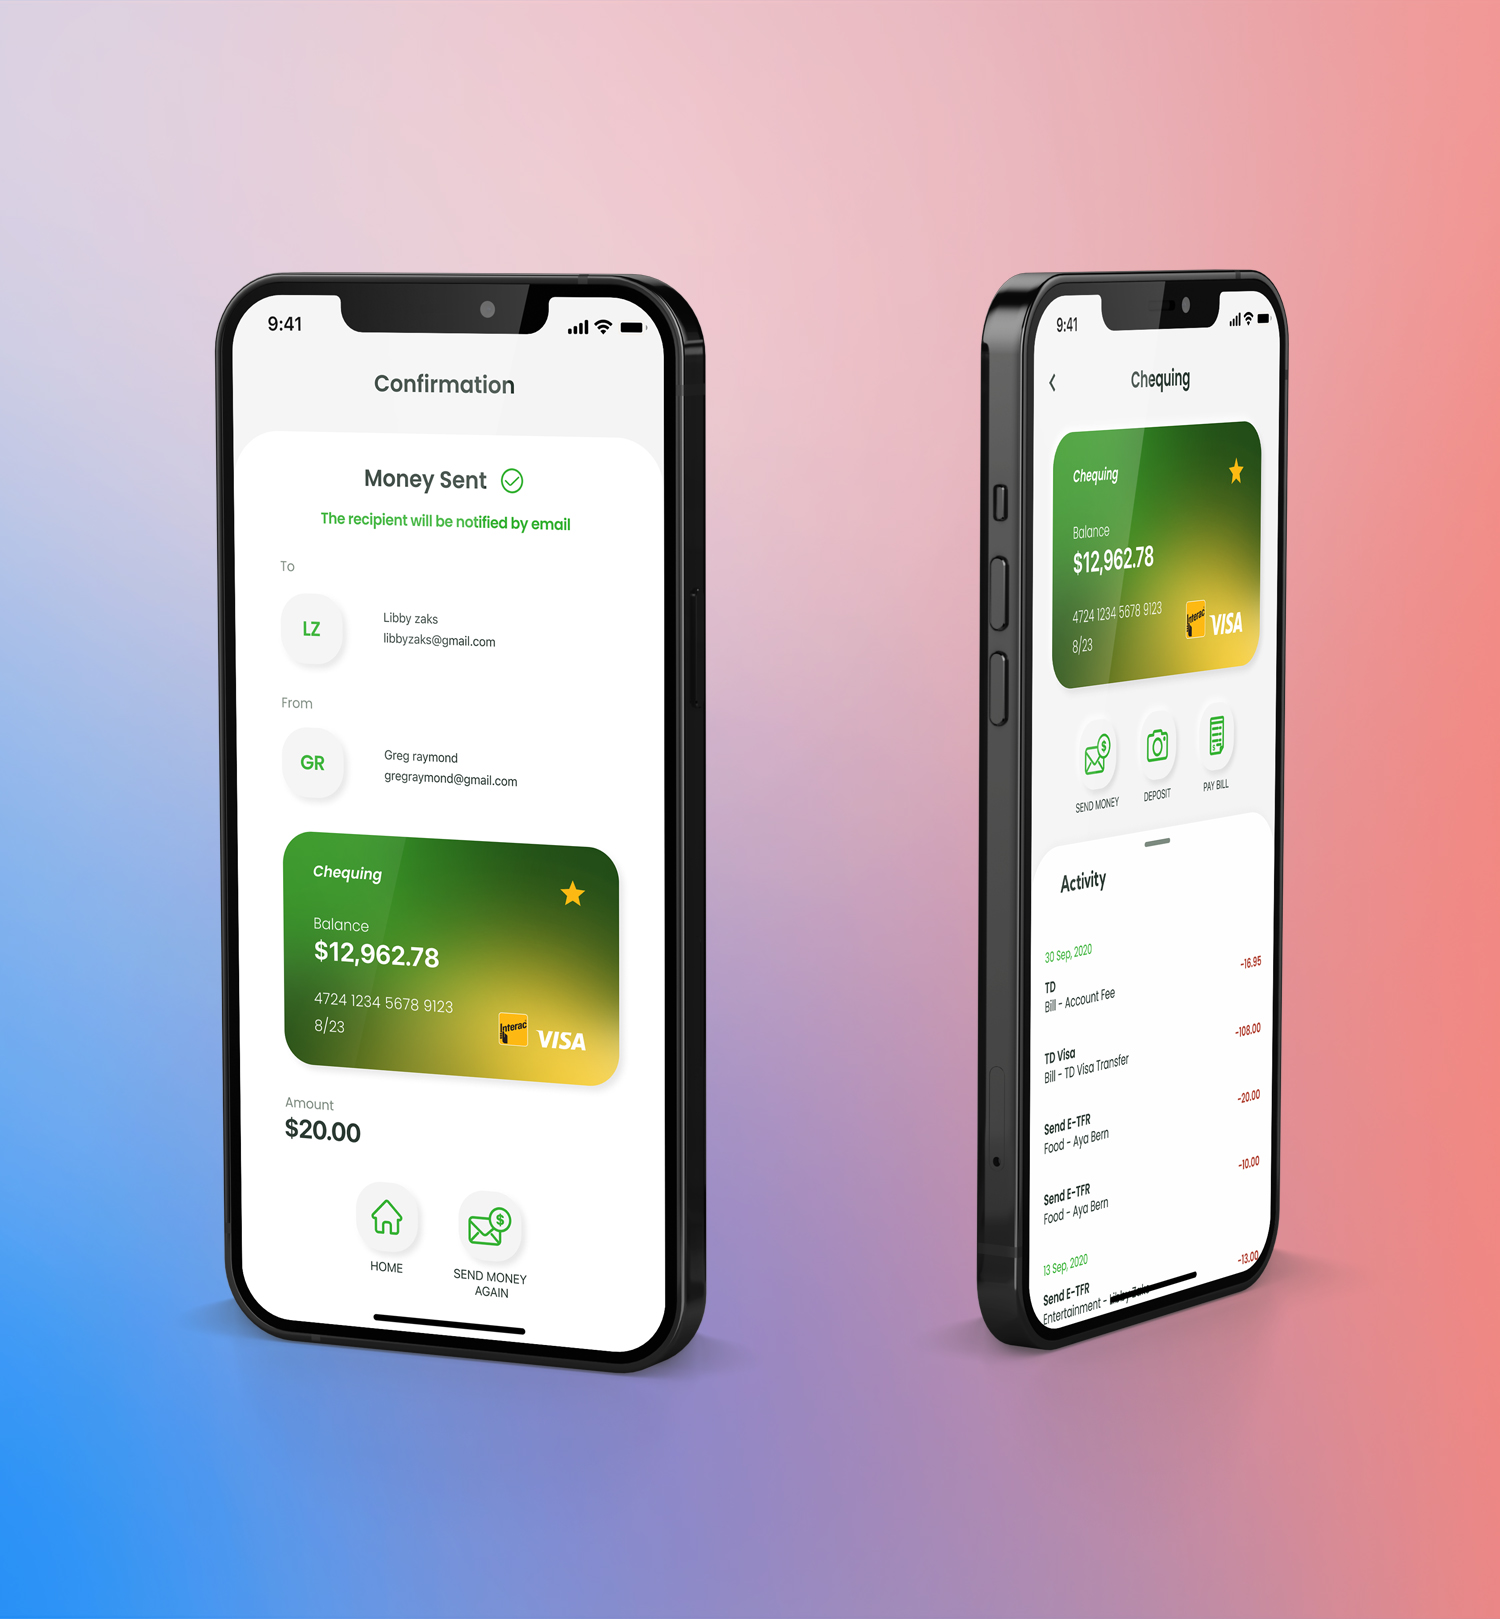 9:41
Confirmation
Money Sent
The recipient will be notified by email
To
LZ
Libby zaks
libbyzaks@gmail.com
From
GR
Greg raymond
gregraymond@gmail.com
Chequing
Balance
$12,962.78
4724 1234 5678 9123
8/23
Interac
VISA
Amount
$20.00
HOME
SEND MONEY
AGAIN
9:41
Chequing
Chequing
Balance
$12,962.78
4724 1234 5678 9123
8/23
Interac
VISA
SEND MONEY
DEPOSIT
PAY BILL
Activity
30 Sep, 2020
-16.95
TD
Bill - Account Fee
-108.00
TD Visa
Bill - TD Visa Transfer
-20.00
Send E-TFR
Food - Aya Bern
-10.00
Send E-TFR
Food - Aya Bern
13 Sep, 2020
-13.00
Send E-TFR
Entertainment -